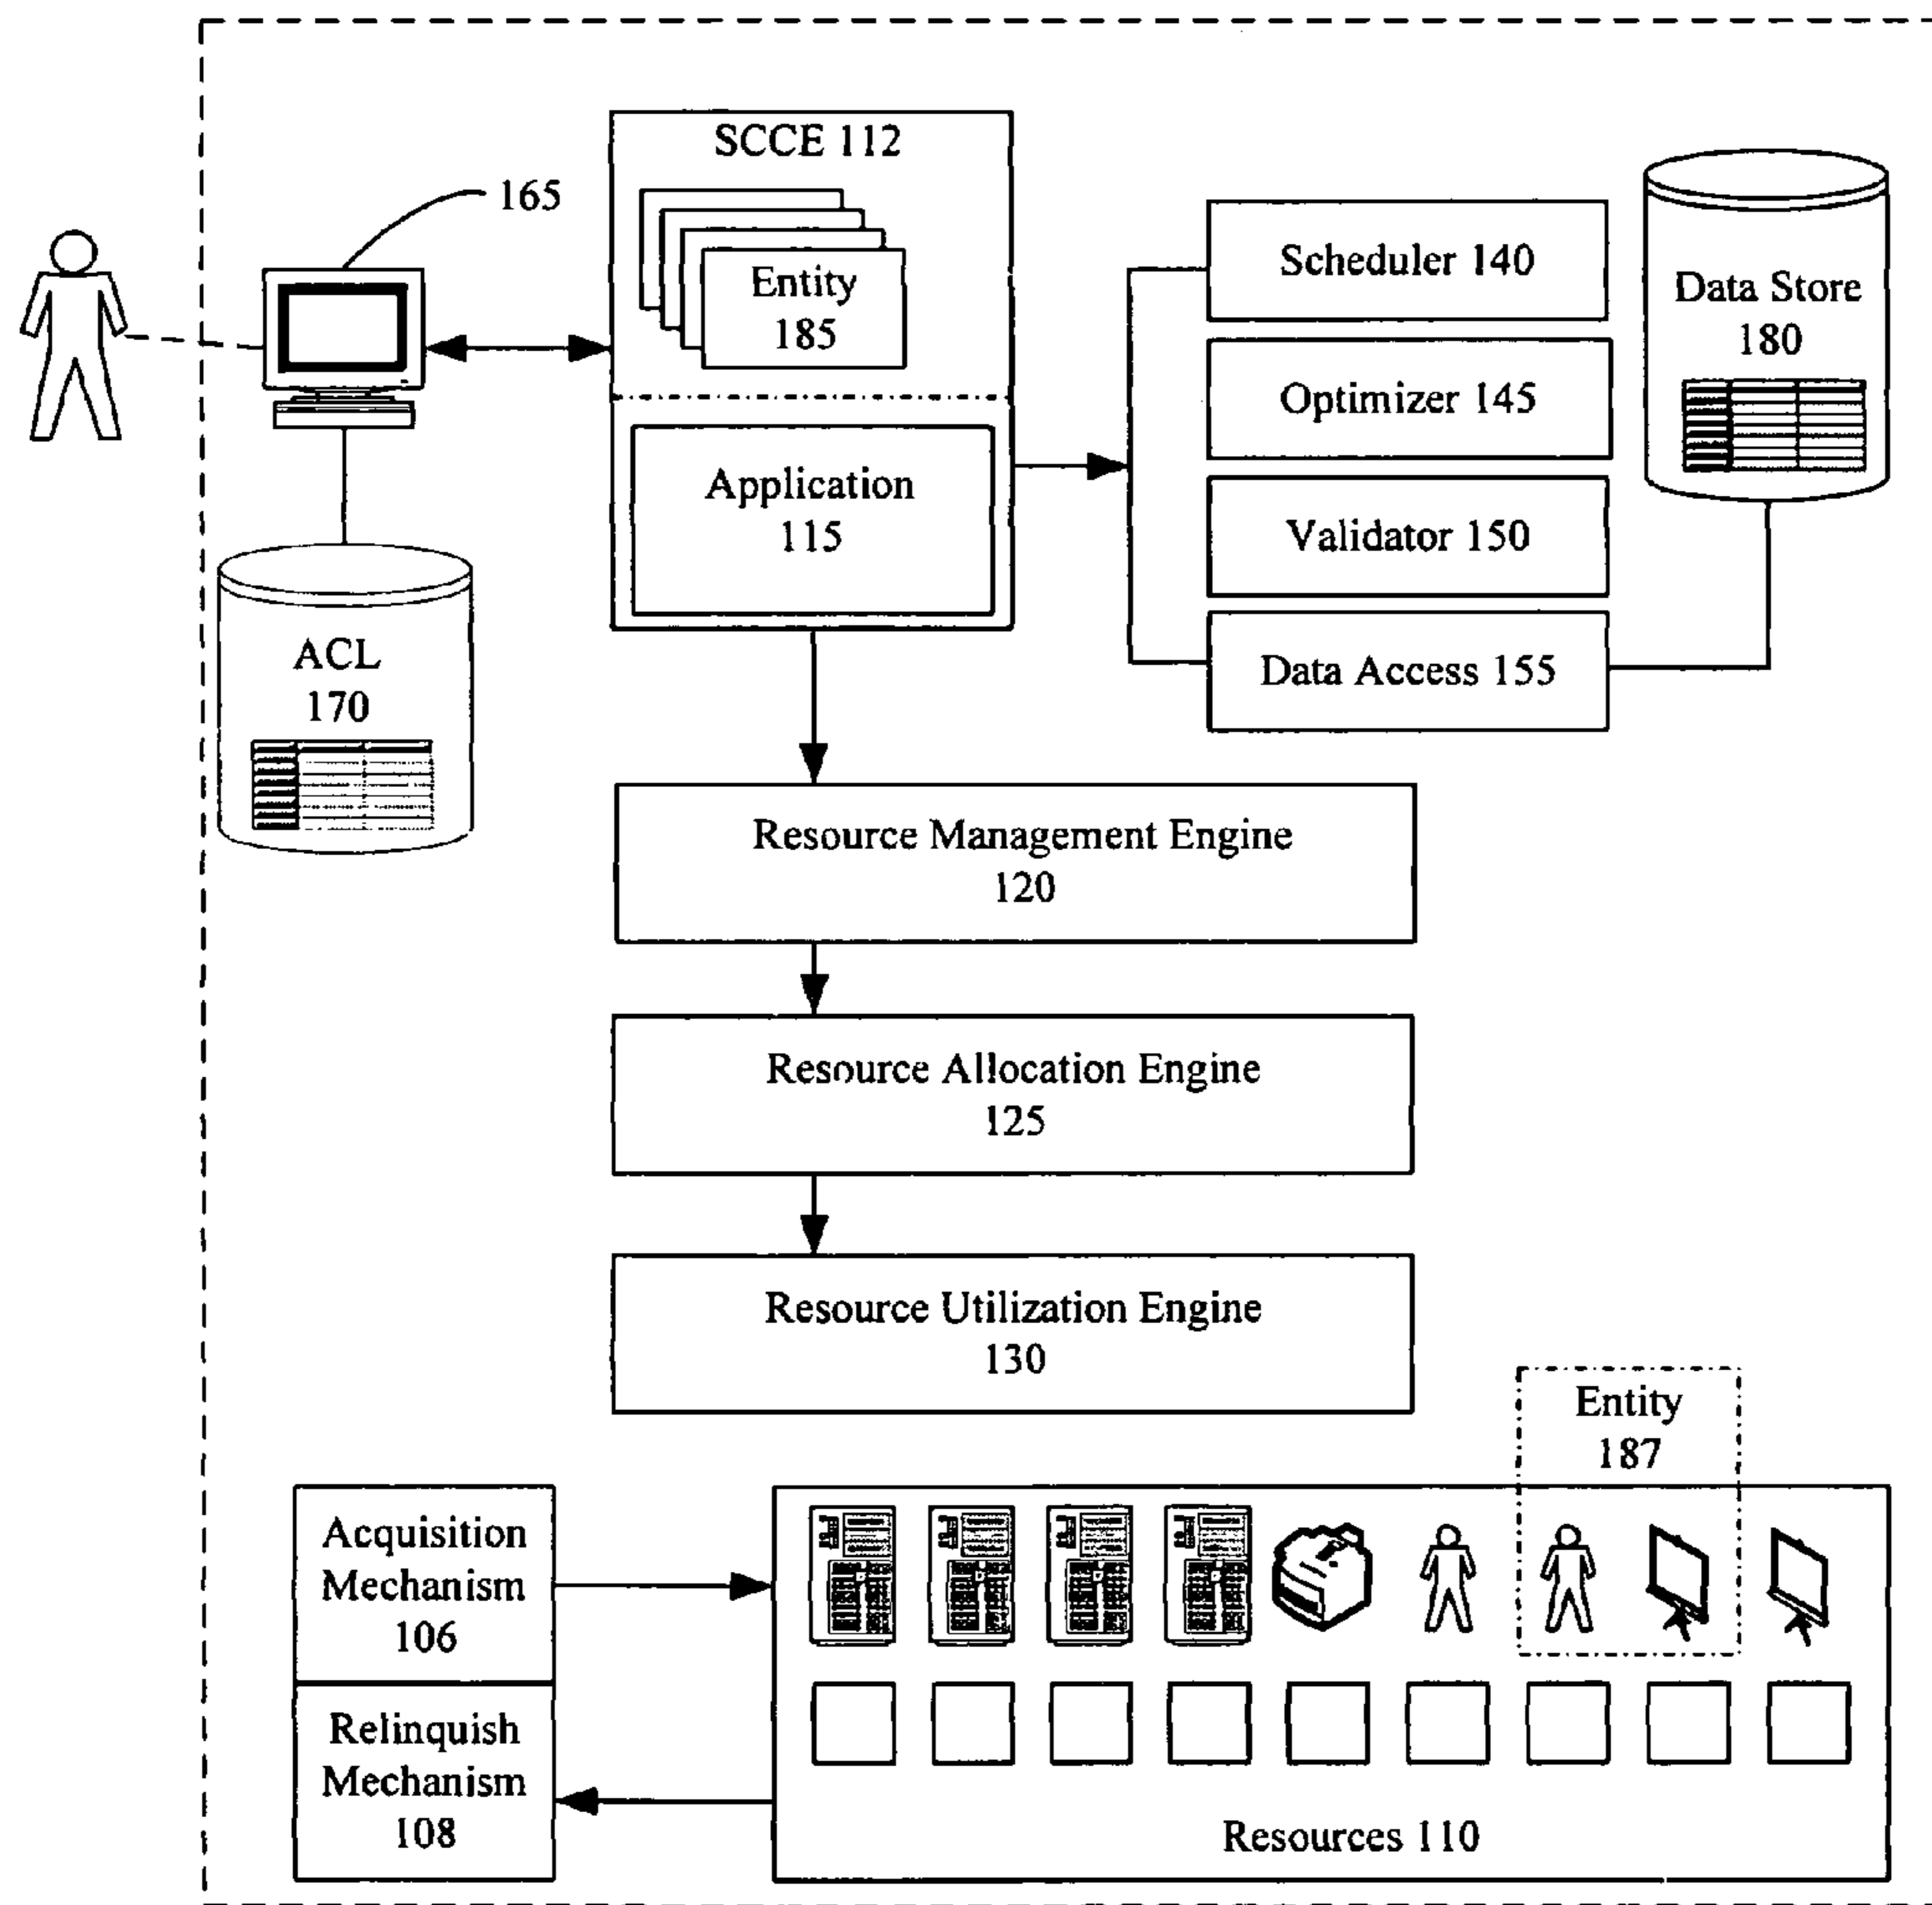 SCCE 112
165
Entity
185
Application
115
Scheduler 140
Optimizer 145
Validator 150
Data Access 155
Data Store
180
ACL
170
Resource Management Engine
120
Resource Allocation Engine
125
Resource Utilization Engine
130
Entity
187
Acquisition
Mechanism
106
Relinquish
Mechanism
108
Resources 110